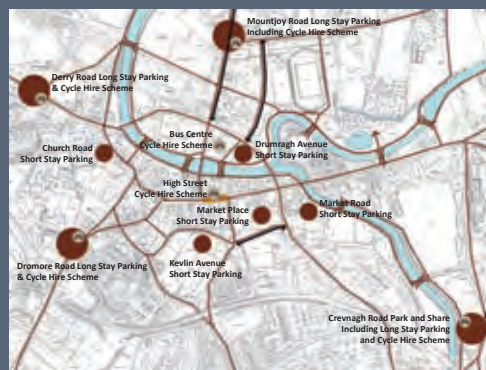 Mountjoy Road Long Stay Parking
Including Cycle Hire Scheme
Derry Road Long Stay Parking
& Cycle Hire Scheme
Bus Centre
Cycle Hire Scheme
Church Road
Short Stay Parking
Drumragh Avenue
Short Stay Parking
High Street
Cycle Hire Scheme
Market Place
Short Stay Parking
Market Road
Short Stay Parking
Dromore Road Long Stay Parking
& Cycle Hire Scheme
Kevlin Avenue
Short Stay Parking
Crevnagh Road Park and Share
Including Long Stay Parking
and Cycle Hire Scheme